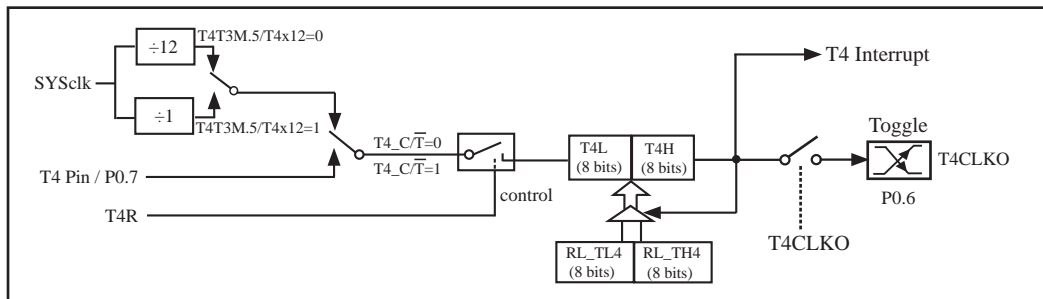 ÷12
T4T3M.5/T4x12=0
SYSclk
÷1
T4T3M.5/T4x12=1
T4_C/T̅=0
T4_C/T̅=1
T4 Pin / P0.7
T4R
control
T4L
(8 bits)
T4H
(8 bits)
RL_TL4
(8 bits)
RL_TH4
(8 bits)
T4 Interrupt
Toggle
T4CLKO
P0.6
T4CLKO